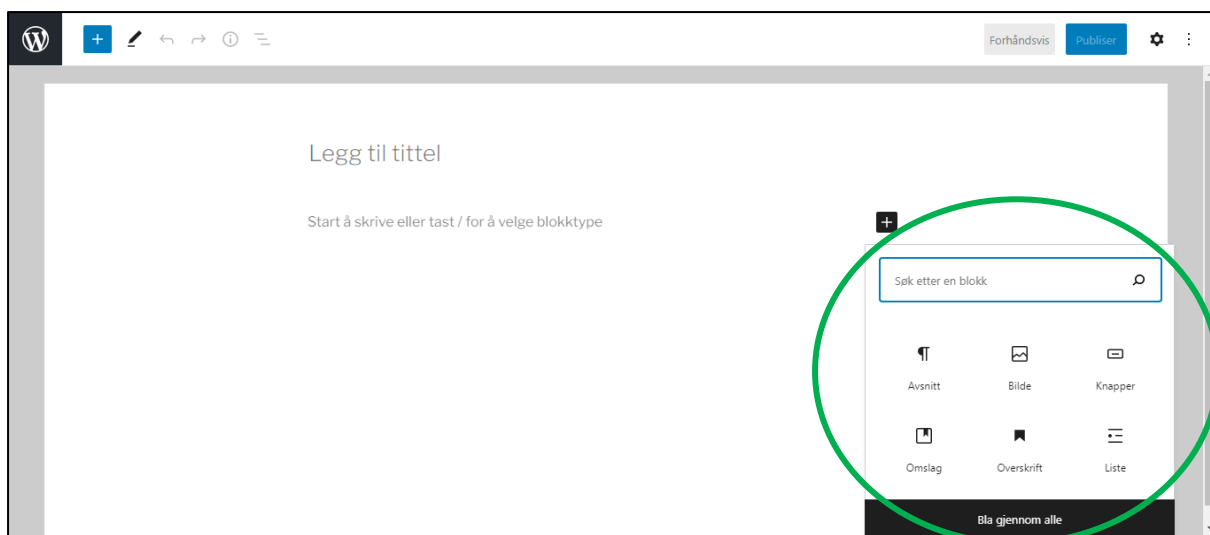 Forhåndsvis Publiser
Legg til tittel
Start å skrive eller tast / for å velge blokktype
Søk etter en blokk
Avsnitt Bilde Knapper
Omslag Overskrift Liste
Bla gjennom alle